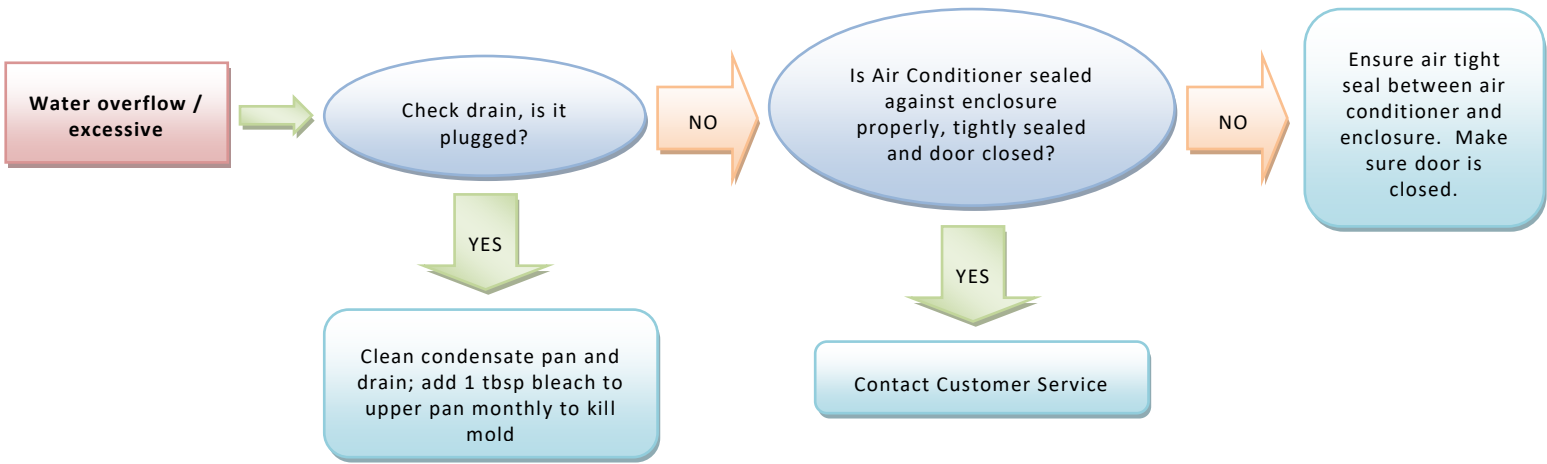 Water overflow /
excessive
Check drain, is it
plugged?
NO
Is Air Conditioner sealed
against enclosure
properly, tightly sealed
and door closed?
NO
Ensure air tight
seal between air
conditioner and
enclosure.  Make
sure door is
closed.
YES
Clean condensate pan and
drain; add 1 tbsp bleach to
upper pan monthly to kill
mold
YES
Contact Customer Service